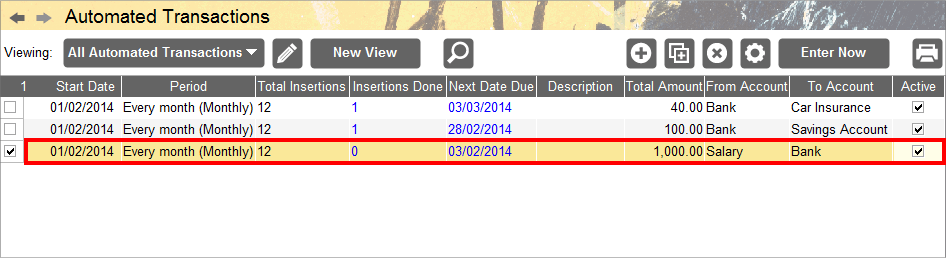 Automated Transactions
Viewing: All Automated Transactions New View Enter Now
1 Start Date Period Total Insertions Insertions Done Next Date Due Description Total Amount From Account To Account Active
01/02/2014 Every month (Monthly) 12 1 03/03/2014 40.00 Bank Car Insurance
01/02/2014 Every month (Monthly) 12 1 28/02/2014 100.00 Bank Savings Account
01/02/2014 Every month (Monthly) 12 0 03/02/2014 1,000.00 Salary Bank